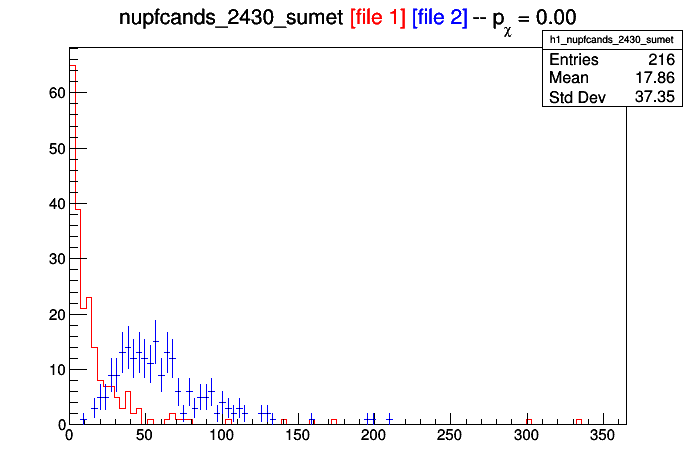 nupfcands_2430_sumet [file 1] [file 2] -- pχ = 0.00
h1_nupfcands_2430_sumet
Entries 216
Mean 17.86
Std Dev 37.35
60
50
40
30
20
10
0
0 50 100 150 200 250 300 350